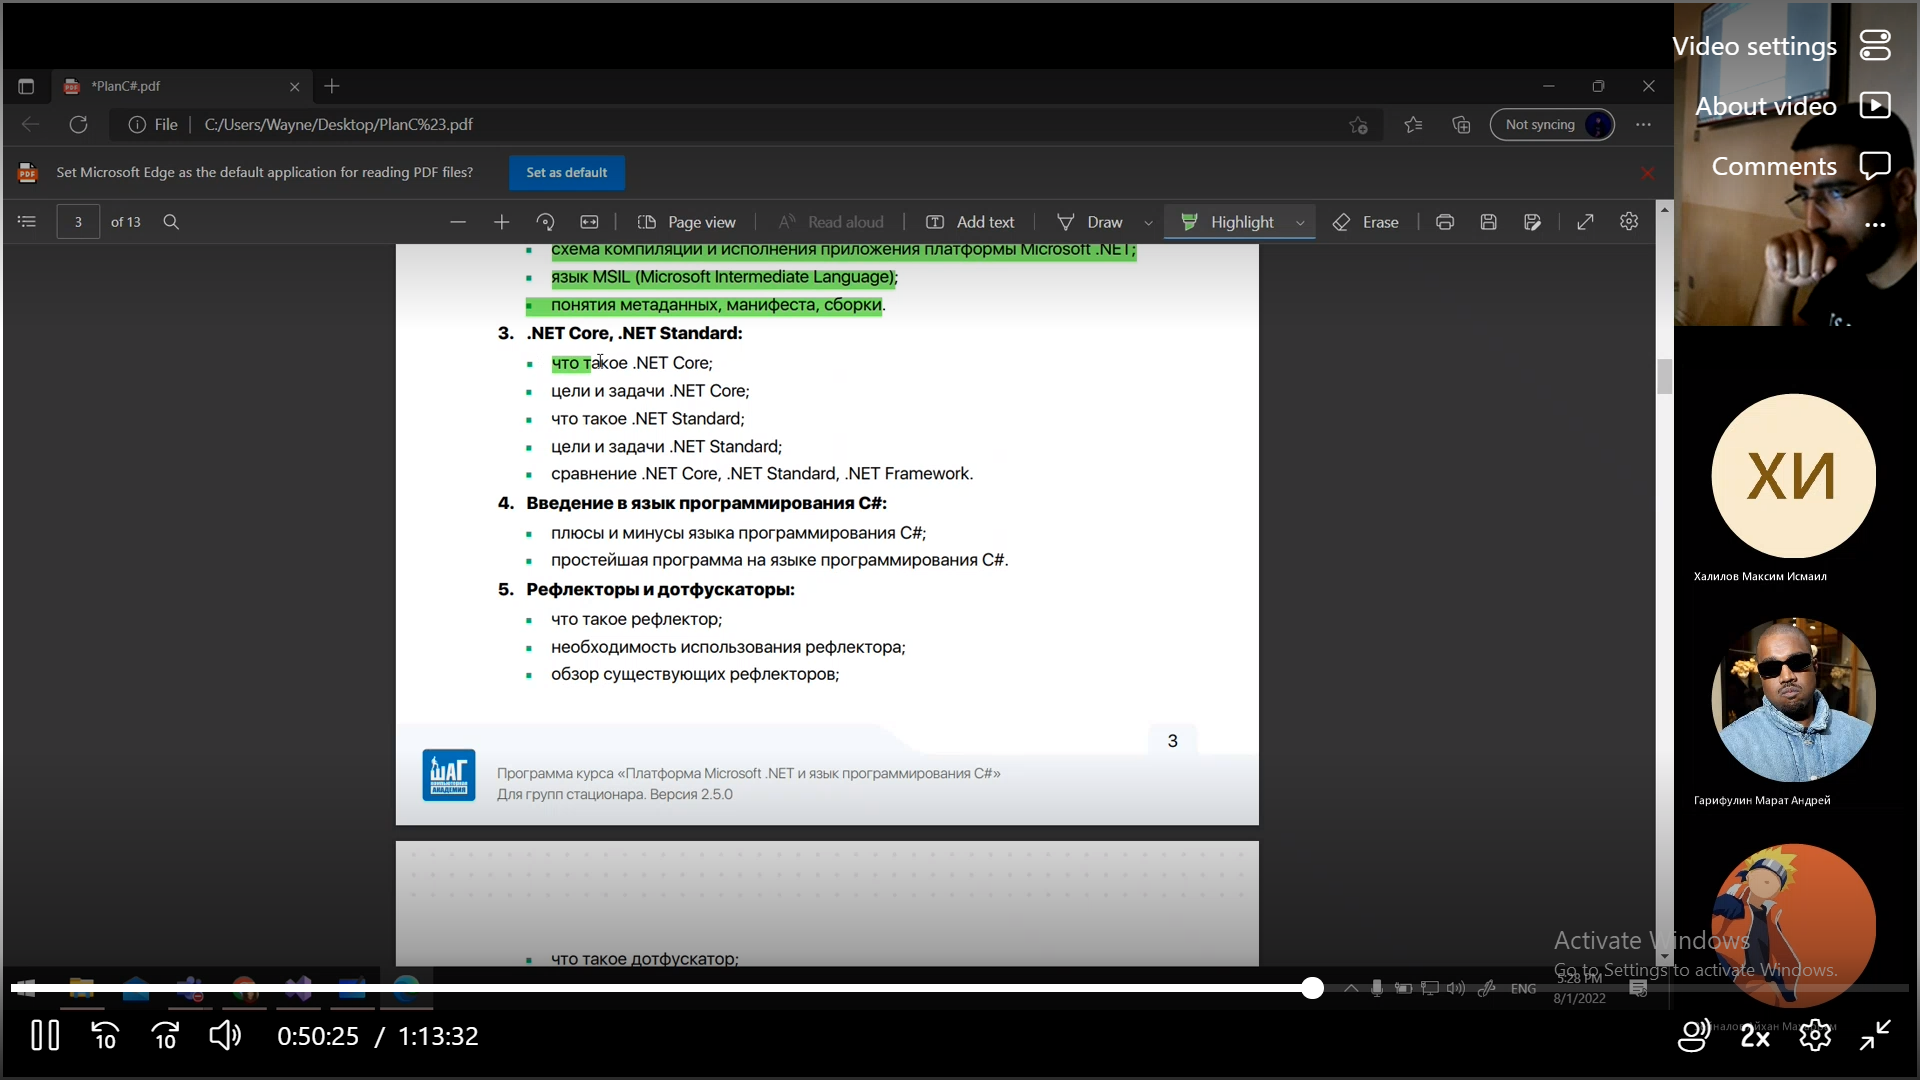 Video settings
*PlanC#.pdf
About video
File
C:/Users/Wayne/Desktop/PlanC%23.pdf
Not syncing
Comments
PDF
Set Microsoft Edge as the default application for reading PDF files?
Set as default
3
of 13
Page view
Read aloud
Add text
Draw
Highlight
Erase
схема компиляции и исполнения приложения платформы Microsoft .NET;
язык MSIL (Microsoft Intermediate Language);
понятия метаданных, манифеста, сборки.
3. .NET Core, .NET Standard:
что такое .NET Core;
цели и задачи .NET Core;
что такое .NET Standard;
цели и задачи .NET Standard;
сравнение .NET Core, .NET Standard, .NET Framework.
4. Введение в язык программирования C#:
плюсы и минусы языка программирования C#;
простейшая программа на языке программирования C#.
5. Рефлекторы и дотфускаторы:
что такое рефлектор;
необходимость использования рефлектора;
обзор существующих рефлекторов;
3
ШАГ
КОМПЬЮТЕРНАЯ
АКАДЕМИЯ
Программа курса «Платформа Microsoft .NET и язык программирования C#»
Для групп стационара. Версия 2.5.0
что такое дотфускатор;
ХИ
Халилов Максим Исмаил
Гарифулин Марат Андрей
Activate Windows
Go to Settings to activate Windows.
ENG
5:28 PM
8/1/2022
10
10
0:50:25 / 1:13:32
2x